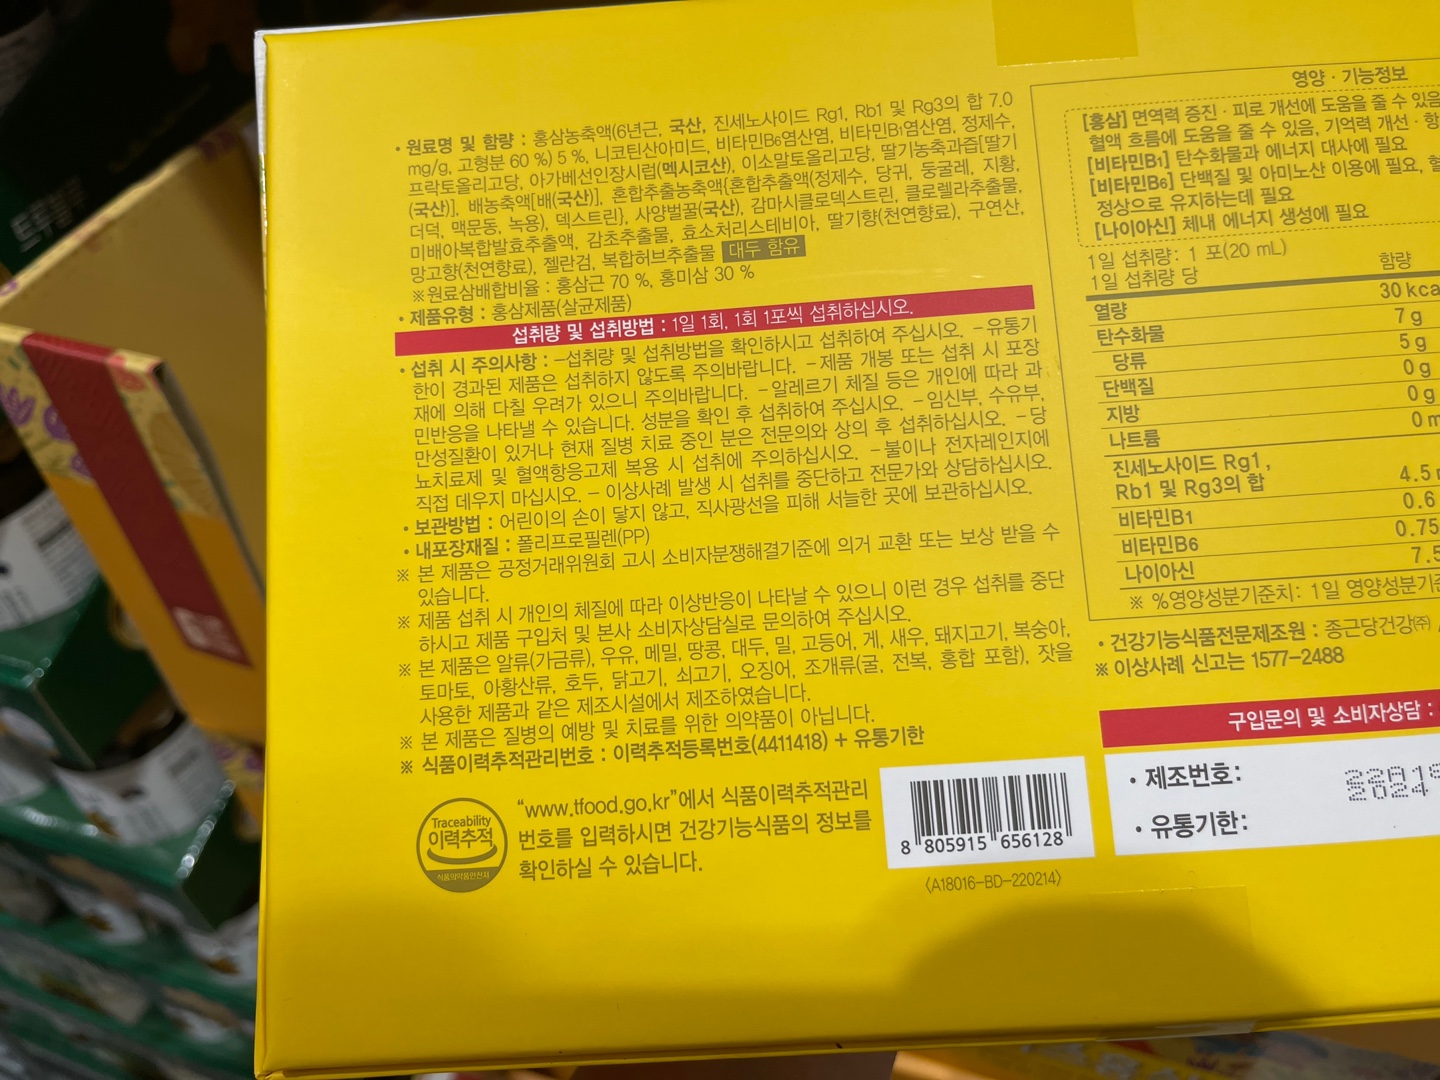 • 원료명 및 함량 : 홍삼농축액(6년근, 국산, 진세노사이드 Rg1, Rb1 및 Rg3의 합 7.0
mg/g, 고형분 60 %) 5 %, 니코틴산아미드, 비타민B₆염산염, 비타민B₁염산염, 정제수,
프락토올리고당, 아가베선인장시럽(멕시코산), 이소말토올리고당, 딸기농축과즙[딸기
(국산)], 배농축액[배(국산)], 혼합추출농축액{혼합추출액(정제수, 당귀, 둥굴레, 지황,
더덕, 맥문동, 녹용), 덱스트린}, 사양벌꿀(국산), 감마시클로덱스트린, 클로렐라추출물,
미배아복합발효추출액, 감초추출물, 효소처리스테비아, 딸기향(천연향료), 구연산,
망고향(천연향료), 젤란검, 복합허브추출물 대두 함유
※원료삼배합비율 : 홍삼근 70 %, 홍미삼 30 %
• 제품유형 : 홍삼제품(살균제품)
섭취량 및 섭취방법 : 1일 1회, 1회 1포씩 섭취하십시오.
• 섭취 시 주의사항 : –섭취량 및 섭취방법을 확인하시고 섭취하여 주십시오. –유통기
한이 경과된 제품은 섭취하지 않도록 주의바랍니다. –제품 개봉 또는 섭취 시 포장
재에 의해 다칠 우려가 있으니 주의바랍니다. –알레르기 체질 등은 개인에 따라 과
민반응을 나타낼 수 있습니다. 성분을 확인 후 섭취하여 주십시오. –임신부, 수유부,
만성질환이 있거나 현재 질병 치료 중인 분은 전문의와 상의 후 섭취하십시오. –당
뇨치료제 및 혈액항응고제 복용 시 섭취에 주의하십시오. –불이나 전자레인지에
직접 데우지 마십시오. – 이상사례 발생 시 섭취를 중단하고 전문가와 상담하십시오.
• 보관방법 : 어린이의 손이 닿지 않고, 직사광선을 피해 서늘한 곳에 보관하십시오.
• 내포장재질 : 폴리프로필렌(PP)
※ 본 제품은 공정거래위원회 고시 소비자분쟁해결기준에 의거 교환 또는 보상 받을 수
있습니다.
※ 제품 섭취 시 개인의 체질에 따라 이상반응이 나타날 수 있으니 이런 경우 섭취를 중단
하시고 제품 구입처 및 본사 소비자상담실로 문의하여 주십시오.
※ 본 제품은 알류(가금류), 우유, 메밀, 땅콩, 대두, 밀, 고등어, 게, 새우, 돼지고기, 복숭아,
토마토, 아황산류, 호두, 닭고기, 쇠고기, 오징어, 조개류(굴, 전복, 홍합 포함), 잣을
사용한 제품과 같은 제조시설에서 제조하였습니다.
※ 본 제품은 질병의 예방 및 치료를 위한 의약품이 아닙니다.
※ 식품이력추적관리번호 : 이력추적등록번호(4411418) + 유통기한
Traceability
이력추적
식품의약품안전처
“www.tfood.go.kr”에서 식품이력추적관리
번호를 입력하시면 건강기능식품의 정보를
확인하실 수 있습니다.
8 805915 656128
〈A18016–BD–220214〉
영양 · 기능정보
[홍삼] 면역력 증진 · 피로 개선에 도움을 줄 수 있음
혈액 흐름에 도움을 줄 수 있음, 기억력 개선 · 항
[비타민B₁] 탄수화물과 에너지 대사에 필요
[비타민B₆] 단백질 및 아미노산 이용에 필요, 혈
정상으로 유지하는데 필요
[나이아신] 체내 에너지 생성에 필요
1일 섭취량: 1 포(20 mL)
1일 섭취량 당 함량
열량 30 kca
탄수화물 7 g
당류 5 g
단백질 0 g
지방 0 g
나트륨 0 m
진세노사이드 Rg1,
Rb1 및 Rg3의 합 4.5
비타민B1 0.6
비타민B6 0.75
나이아신 7.5
※ %영양성분기준치: 1일 영양성분기준
• 건강기능식품전문제조원 : 종근당건강㈜
※ 이상사례 신고는 1577–2488
구입문의 및 소비자상담 :
• 제조번호: 22A18
2024
• 유통기한: